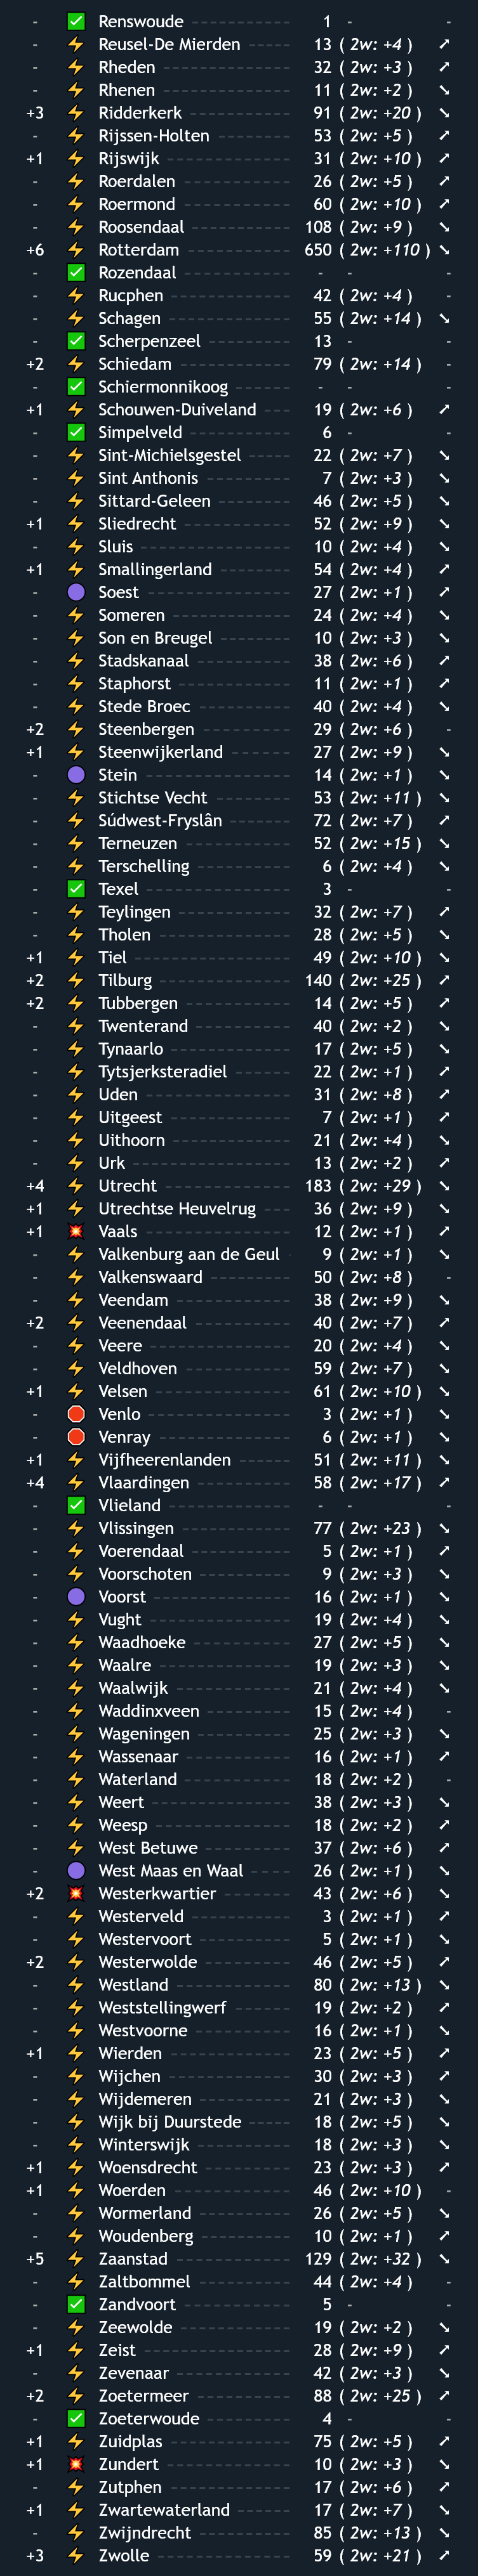 - ✅ Renswoude 1 - -
- ⚡ Reusel-De Mierden 13 ( 2w: +4 ) ➚
- ⚡ Rheden 32 ( 2w: +3 ) ➚
- ⚡ Rhenen 11 ( 2w: +2 ) ➘
+3 ⚡ Ridderkerk 91 ( 2w: +20 ) ➘
- ⚡ Rijssen-Holten 53 ( 2w: +5 ) ➚
+1 ⚡ Rijswijk 31 ( 2w: +10 ) ➚
- ⚡ Roerdalen 26 ( 2w: +5 ) ➚
- ⚡ Roermond 60 ( 2w: +10 ) ➚
- ⚡ Roosendaal 108 ( 2w: +9 ) ➘
+6 ⚡ Rotterdam 650 ( 2w: +110 ) ➘
- ✅ Rozendaal - - -
- ⚡ Rucphen 42 ( 2w: +4 ) -
- ⚡ Schagen 55 ( 2w: +14 ) ➘
- ✅ Scherpenzeel 13 - -
+2 ⚡ Schiedam 79 ( 2w: +14 ) -
- ✅ Schiermonnikoog - - -
+1 ⚡ Schouwen-Duiveland 19 ( 2w: +6 ) ➚
- ✅ Simpelveld 6 - -
- ⚡ Sint-Michielsgestel 22 ( 2w: +7 ) ➘
- ⚡ Sint Anthonis 7 ( 2w: +3 ) ➘
- ⚡ Sittard-Geleen 46 ( 2w: +5 ) ➘
+1 ⚡ Sliedrecht 52 ( 2w: +9 ) ➘
- ⚡ Sluis 10 ( 2w: +4 ) ➘
+1 ⚡ Smallingerland 54 ( 2w: +4 ) ➚
- 🟣 Soest 27 ( 2w: +1 ) ➚
- ⚡ Someren 24 ( 2w: +4 ) ➘
- ⚡ Son en Breugel 10 ( 2w: +3 ) ➘
- ⚡ Stadskanaal 38 ( 2w: +6 ) ➚
- ⚡ Staphorst 11 ( 2w: +1 ) ➚
- ⚡ Stede Broec 40 ( 2w: +4 ) ➘
+2 ⚡ Steenbergen 29 ( 2w: +6 ) -
+1 ⚡ Steenwijkerland 27 ( 2w: +9 ) ➘
- 🟣 Stein 14 ( 2w: +1 ) ➘
- ⚡ Stichtse Vecht 53 ( 2w: +11 ) ➘
- ⚡ Súdwest-Fryslân 72 ( 2w: +7 ) ➚
- ⚡ Terneuzen 52 ( 2w: +15 ) ➘
- ⚡ Terschelling 6 ( 2w: +4 ) ➘
- ✅ Texel 3 - -
- ⚡ Teylingen 32 ( 2w: +7 ) ➚
- ⚡ Tholen 28 ( 2w: +5 ) ➘
+1 ⚡ Tiel 49 ( 2w: +10 ) ➘
+2 ⚡ Tilburg 140 ( 2w: +25 ) ➚
+2 ⚡ Tubbergen 14 ( 2w: +5 ) ➚
- ⚡ Twenterand 40 ( 2w: +2 ) ➘
- ⚡ Tynaarlo 17 ( 2w: +5 ) ➘
- ⚡ Tytsjerksteradiel 22 ( 2w: +1 ) ➚
- ⚡ Uden 31 ( 2w: +8 ) ➚
- ⚡ Uitgeest 7 ( 2w: +1 ) ➚
- ⚡ Uithoorn 21 ( 2w: +4 ) ➘
- ⚡ Urk 13 ( 2w: +2 ) ➚
+4 ⚡ Utrecht 183 ( 2w: +29 ) ➘
+1 ⚡ Utrechtse Heuvelrug 36 ( 2w: +9 ) ➘
+1 💥 Vaals 12 ( 2w: +1 ) ➚
- ⚡ Valkenburg aan de Geul 9 ( 2w: +1 ) ➘
- ⚡ Valkenswaard 50 ( 2w: +8 ) -
- ⚡ Veendam 38 ( 2w: +9 ) ➘
+2 ⚡ Veenendaal 40 ( 2w: +7 ) ➚
- ⚡ Veere 20 ( 2w: +4 ) ➘
- ⚡ Veldhoven 59 ( 2w: +7 ) ➘
+1 ⚡ Velsen 61 ( 2w: +10 ) ➘
- 🛑 Venlo 3 ( 2w: +1 ) ➘
- 🛑 Venray 6 ( 2w: +1 ) ➘
+1 ⚡ Vijfheerenlanden 51 ( 2w: +11 ) ➘
+4 ⚡ Vlaardingen 58 ( 2w: +17 ) ➚
- ✅ Vlieland - - -
- ⚡ Vlissingen 77 ( 2w: +23 ) ➘
- ⚡ Voerendaal 5 ( 2w: +1 ) ➚
- ⚡ Voorschoten 9 ( 2w: +3 ) ➘
- 🟣 Voorst 16 ( 2w: +1 ) ➘
- ⚡ Vught 19 ( 2w: +4 ) ➘
- ⚡ Waadhoeke 27 ( 2w: +5 ) ➘
- ⚡ Waalre 19 ( 2w: +3 ) ➘
- ⚡ Waalwijk 21 ( 2w: +4 ) ➘
- ⚡ Waddinxveen 15 ( 2w: +4 ) -
- ⚡ Wageningen 25 ( 2w: +3 ) ➘
- ⚡ Wassenaar 16 ( 2w: +1 ) ➚
- ⚡ Waterland 18 ( 2w: +2 ) -
- ⚡ Weert 38 ( 2w: +3 ) ➘
- ⚡ Weesp 18 ( 2w: +2 ) ➚
- ⚡ West Betuwe 37 ( 2w: +6 ) ➚
- 🟣 West Maas en Waal 26 ( 2w: +1 ) ➘
+2 💥 Westerkwartier 43 ( 2w: +6 ) ➘
- ⚡ Westerveld 3 ( 2w: +1 ) ➚
- ⚡ Westervoort 5 ( 2w: +1 ) ➘
+2 ⚡ Westerwolde 46 ( 2w: +5 ) ➚
- ⚡ Westland 80 ( 2w: +13 ) ➘
- ⚡ Weststellingwerf 19 ( 2w: +2 ) ➚
- ⚡ Westvoorne 16 ( 2w: +1 ) ➘
+1 ⚡ Wierden 23 ( 2w: +5 ) ➚
- ⚡ Wijchen 30 ( 2w: +3 ) ➚
- ⚡ Wijdemeren 21 ( 2w: +3 ) ➘
- ⚡ Wijk bij Duurstede 18 ( 2w: +5 ) ➘
- ⚡ Winterswijk 18 ( 2w: +3 ) ➘
+1 ⚡ Woensdrecht 23 ( 2w: +3 ) ➚
+1 ⚡ Woerden 46 ( 2w: +10 ) -
- ⚡ Wormerland 26 ( 2w: +5 ) ➘
- ⚡ Woudenberg 10 ( 2w: +1 ) ➚
+5 ⚡ Zaanstad 129 ( 2w: +32 ) ➘
- ⚡ Zaltbommel 44 ( 2w: +4 ) -
- ✅ Zandvoort 5 - -
- ⚡ Zeewolde 19 ( 2w: +2 ) ➘
+1 ⚡ Zeist 28 ( 2w: +9 ) ➚
- ⚡ Zevenaar 42 ( 2w: +3 ) ➘
+2 ⚡ Zoetermeer 88 ( 2w: +25 ) ➚
- ✅ Zoeterwoude 4 - -
+1 ⚡ Zuidplas 75 ( 2w: +5 ) ➚
+1 💥 Zundert 10 ( 2w: +3 ) ➘
- ⚡ Zutphen 17 ( 2w: +6 ) ➚
+1 ⚡ Zwartewaterland 17 ( 2w: +7 ) ➘
- ⚡ Zwijndrecht 85 ( 2w: +13 ) ➘
+3 ⚡ Zwolle 59 ( 2w: +21 ) ➚